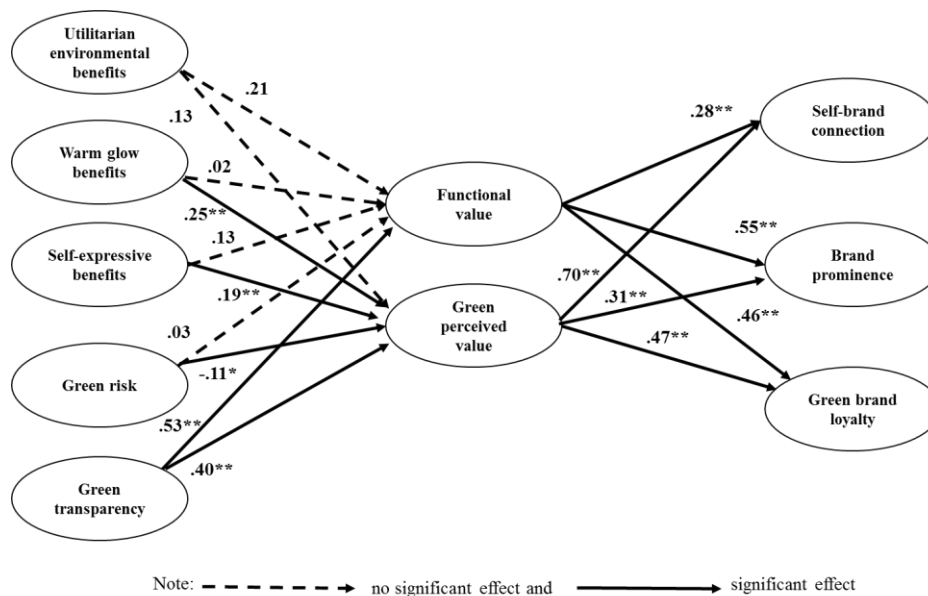 Utilitarian
environmental
benefits
.21
.13
Warm glow
benefits
.02
.25**
Self-expressive
benefits
.13
.19**
.03
Green risk
-.11*
.53**
Green
transparency
.40**
Functional
value
Green
perceived
value
.28**
Self-brand
connection
.55**
Brand
prominence
.70**
.31**
.46**
.47**
Green brand
loyalty
Note: no significant effect and significant effect